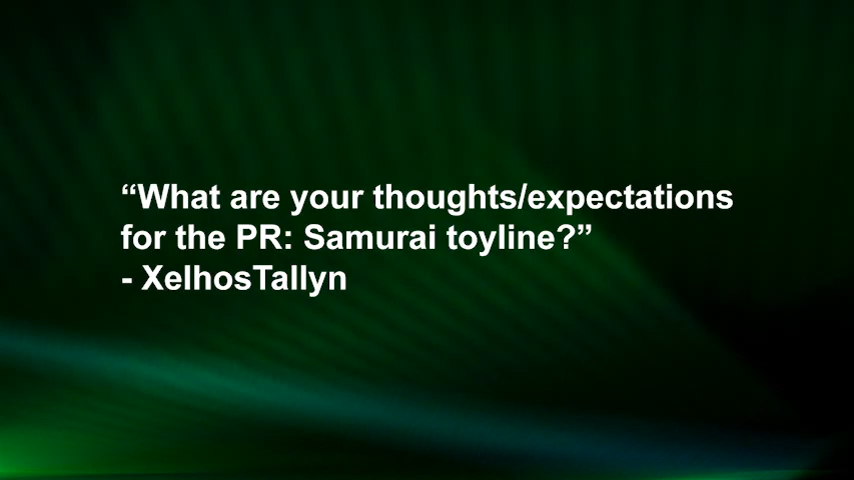 “What are your thoughts/expectations
for the PR: Samurai toyline?”
- XelhosTallyn